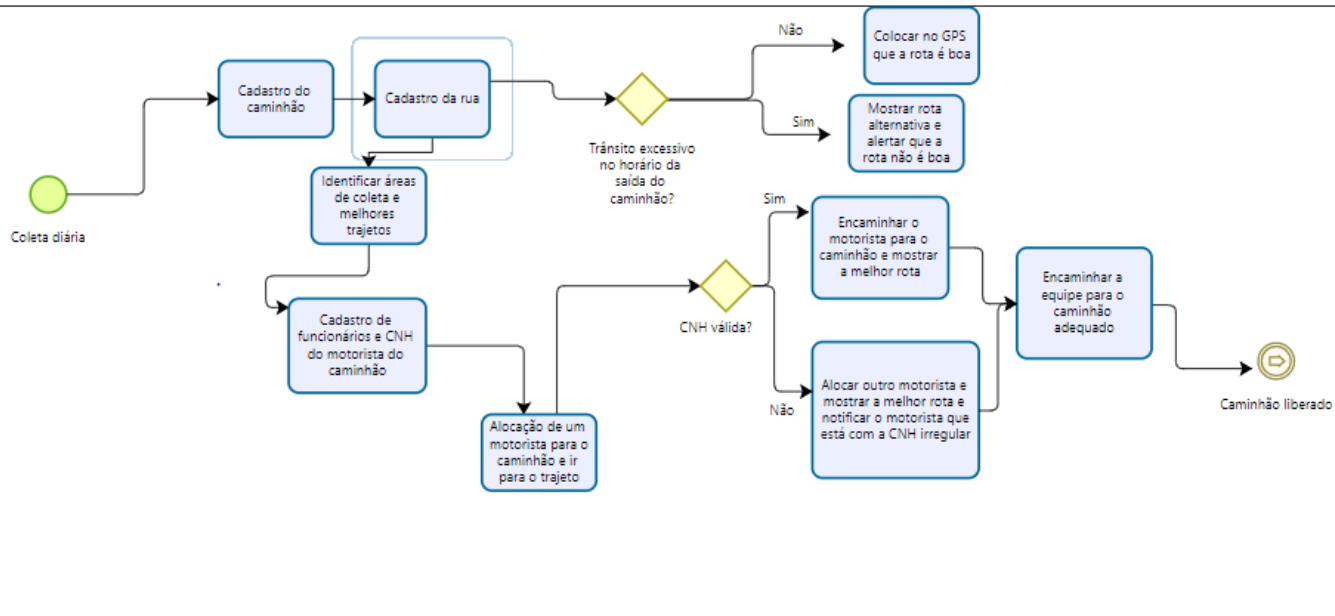 Coleta diária
Cadastro do
caminhão
Cadastro da rua
Trânsito excessivo
no horário da
saída do
caminhão?
Não
Colocar no GPS
que a rota é boa
Sim
Mostrar rota
alternativa e
alertar que a
rota não é boa
Identificar áreas
de coleta e
melhores
trajetos
Cadastro de
funcionários e CNH
do motorista do
caminhão
Alocação de um
motorista para o
caminhão e ir
para o trajeto
CNH válida?
Sim
Encaminhar o
motorista para o
caminhão e mostrar
a melhor rota
Não
Alocar outro motorista e
mostrar a melhor rota e
notificar o motorista que
está com a CNH irregular
Encaminhar a
equipe para o
caminhão
adequado
Caminhão liberado